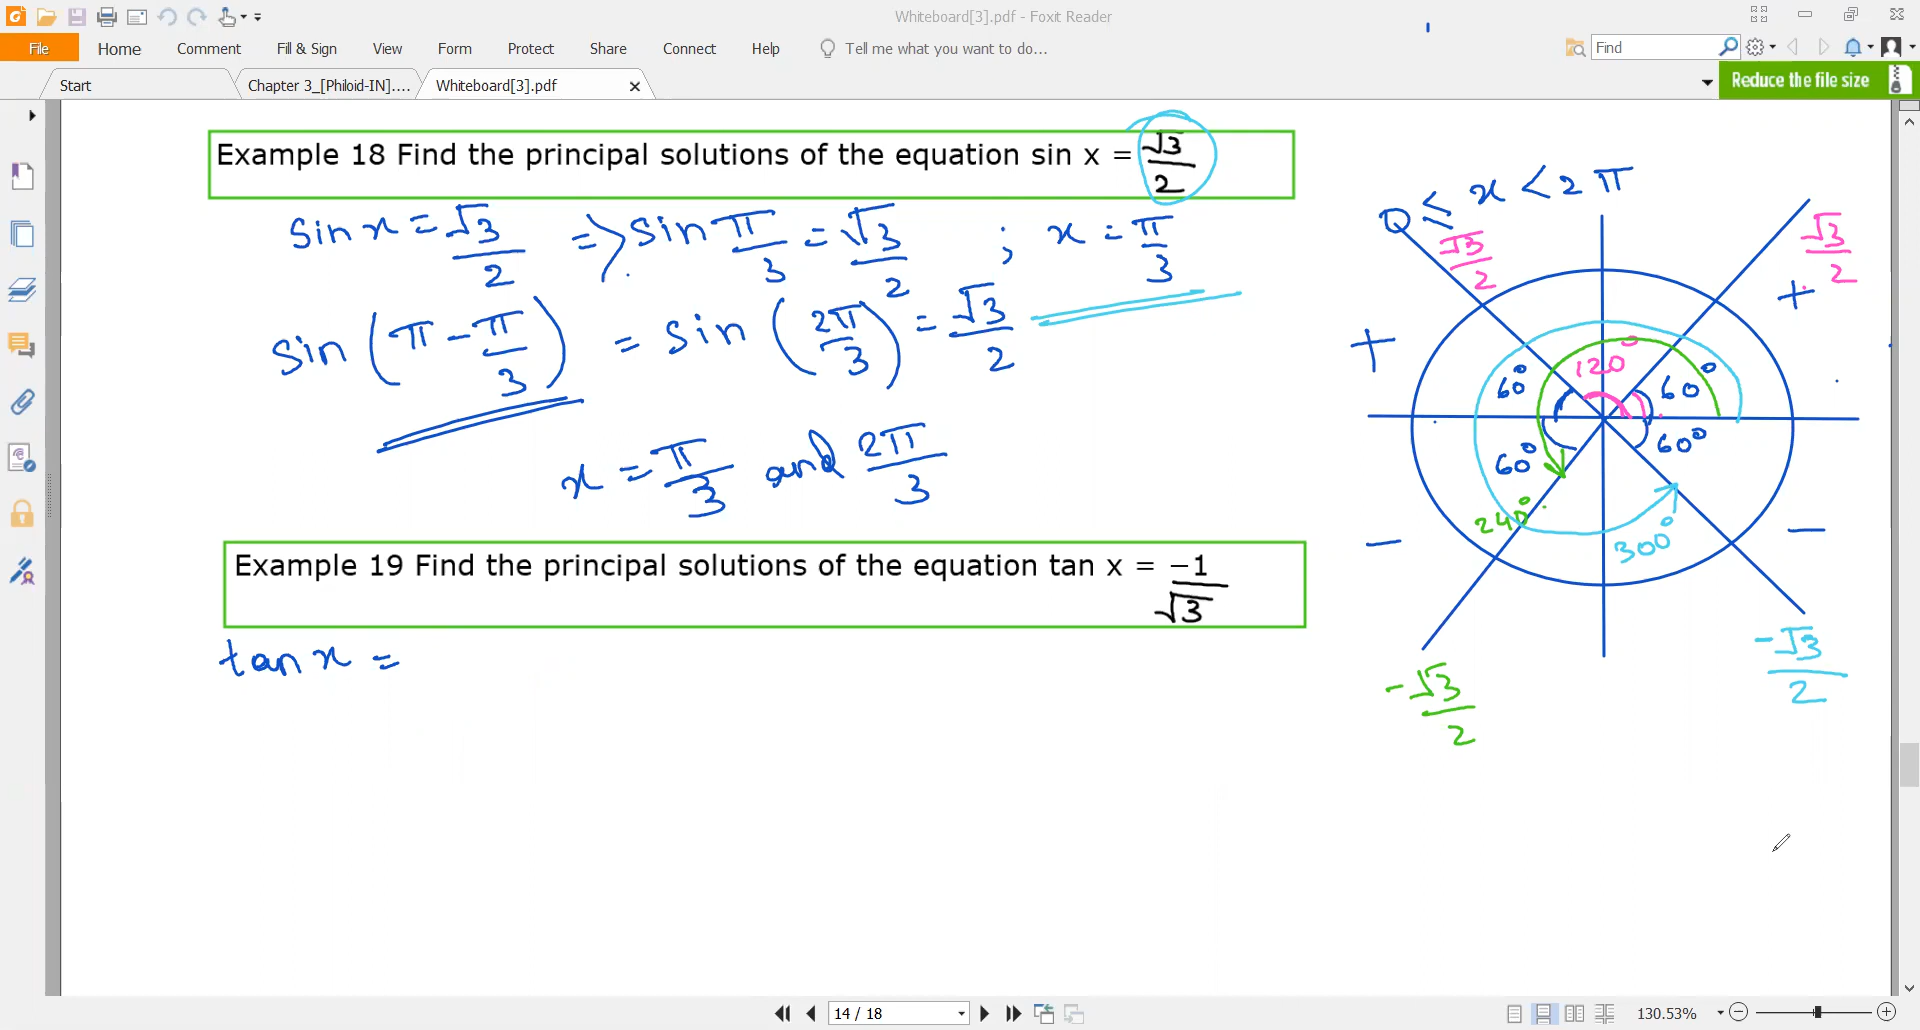 Whiteboard[3].pdf - Foxit Reader
File Home Comment Fill & Sign View Form Protect Share Connect Help Tell me what you want to do... Find
Start Chapter 3_[Philoid-IN].... Whiteboard[3].pdf × Reduce the file size
Example 18 Find the principal solutions of the equation sin x = √3/2
sin x = √3/2 => sin π/3 = √3/2 ; x = π/3
sin (π - π/3) = sin (2π/3) = √3/2
x = π/3 and 2π/3
Example 19 Find the principal solutions of the equation tan x = −1/√3
tan x =
0 ≤ x < 2π
√3/2 √3/2
+ +
120°
60° 60°
60° 60°
240° 300°
− −
-√3/2 -√3/2
14 / 18 130.53%